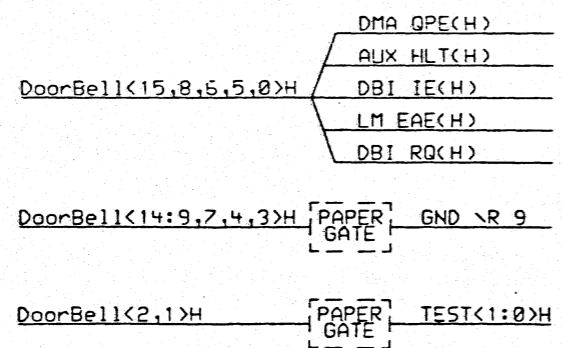 DMA QPE(H)
AUX HLT(H)
DoorBell<15,8,6,5,0>H
DBI IE(H)
LM EAE(H)
DBI RQ(H)
DoorBell<14:9,7,4,3>H
PAPER
GATE
GND \R 9
DoorBell<2,1>H
PAPER
GATE
TEST<1:0>H